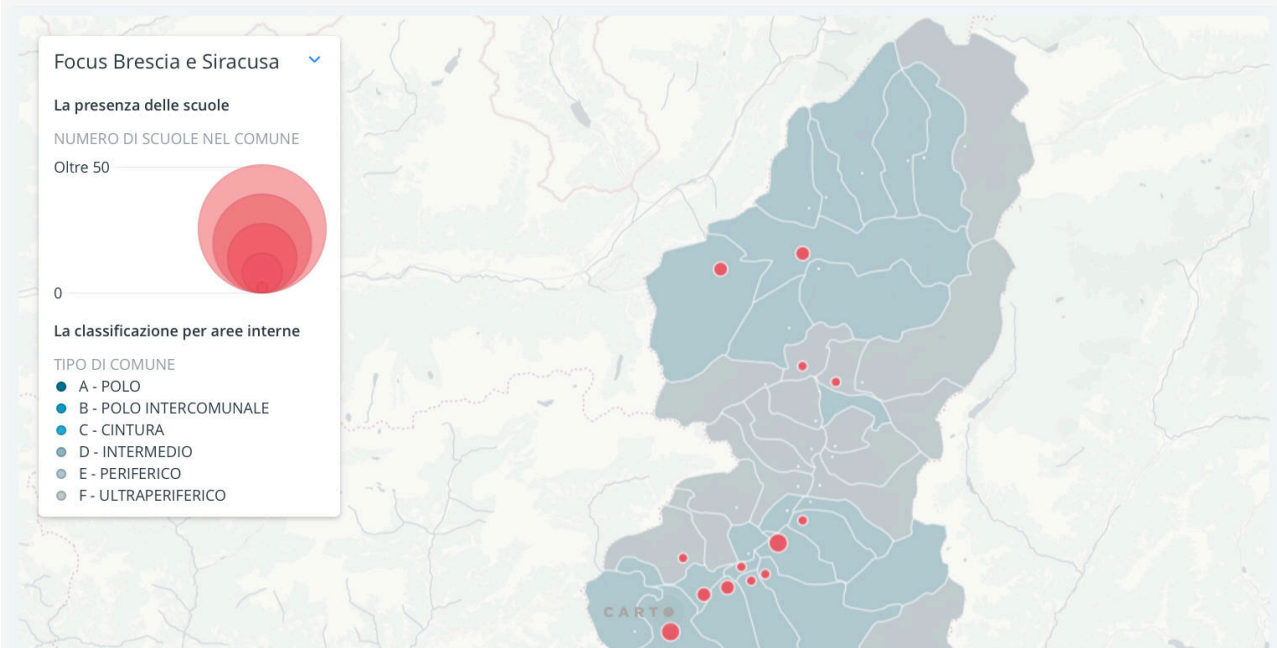 Focus Brescia e Siracusa
La presenza delle scuole
NUMERO DI SCUOLE NEL COMUNE
Oltre 50
0
La classificazione per aree interne
TIPO DI COMUNE
A - POLO
B - POLO INTERCOMUNALE
C - CINTURA
D - INTERMEDIO
E - PERIFERICO
F - ULTRAPERIFERICO
CARTO